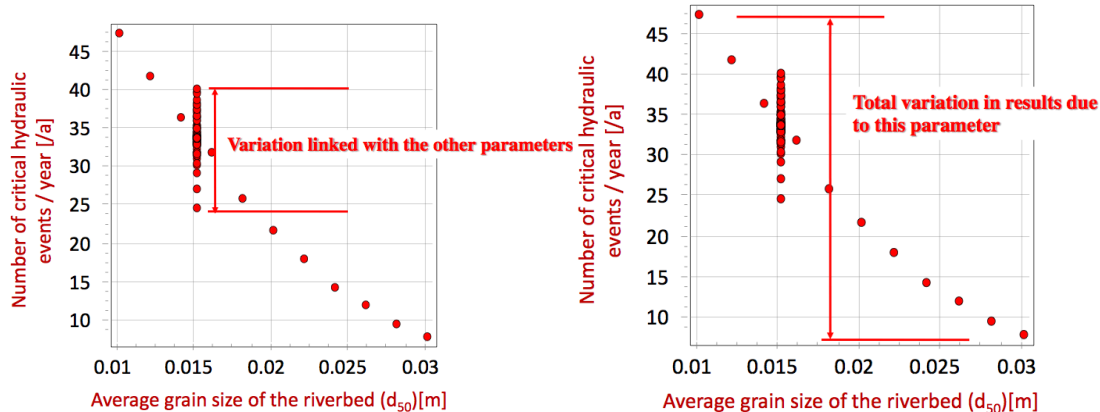 Number of critical hydraulic
events / year [/a]
45
40
35
30
25
20
15
10
Variation linked with the other parameters
0.01 0.015 0.02 0.025 0.03
Average grain size of the riverbed (d50)[m]
Number of critical hydraulic
events / year [/a]
45
40
35
30
25
20
15
10
Total variation in results due
to this parameter
0.01 0.015 0.02 0.025 0.03
Average grain size of the riverbed (d50)[m]